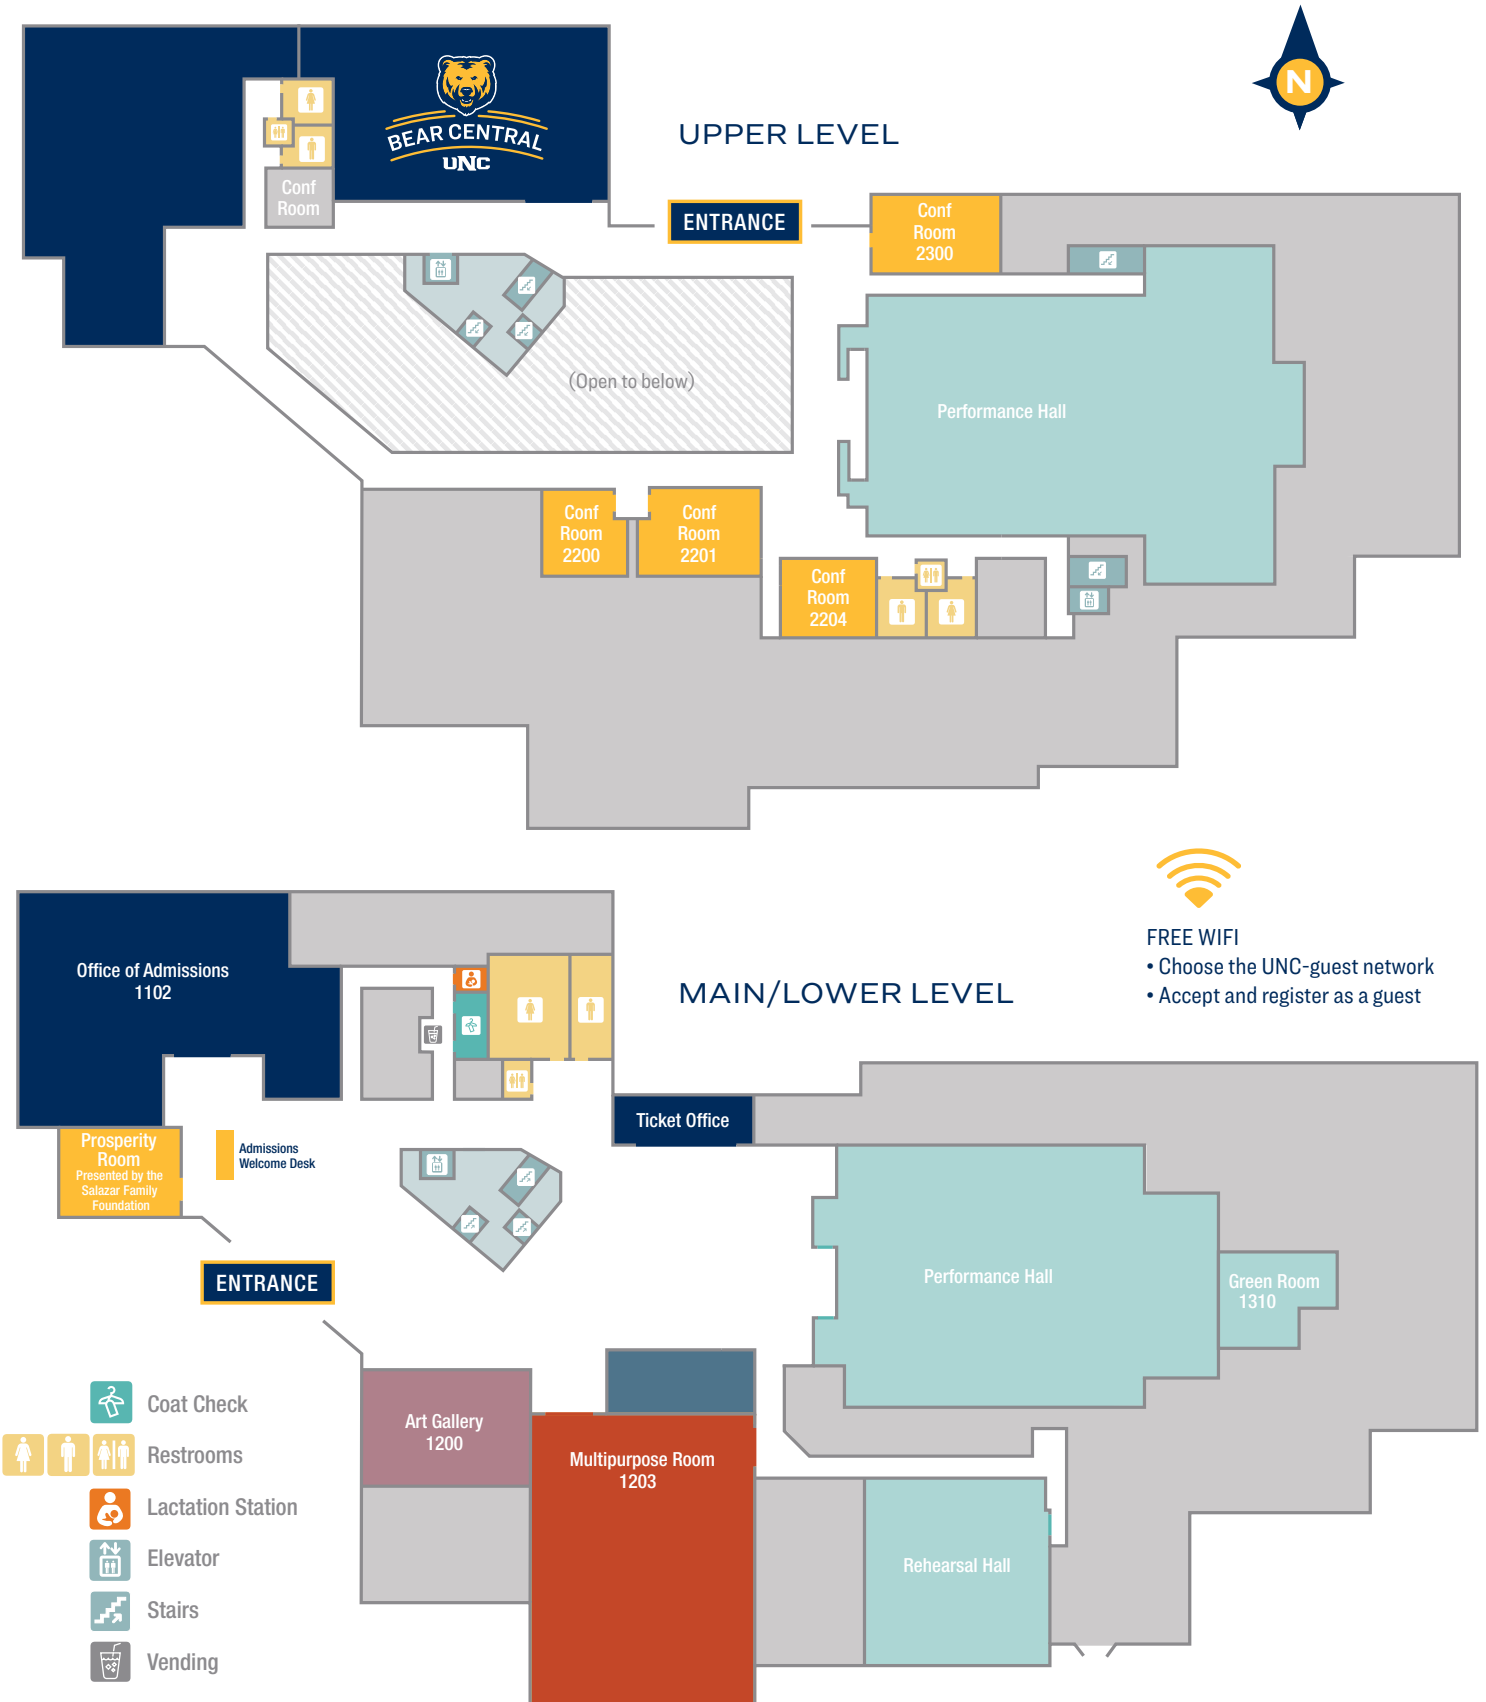 N
BEAR CENTRAL
UNC
UPPER LEVEL
Conf
Room
ENTRANCE
Conf
Room
2300
(Open to below)
Performance Hall
Conf
Room
2200
Conf
Room
2201
Conf
Room
2204
FREE WIFI
• Choose the UNC-guest network
• Accept and register as a guest
Office of Admissions
1102
MAIN/LOWER LEVEL
Ticket Office
Prosperity
Room
Presented by the
Salazar Family
Foundation
Admissions
Welcome Desk
ENTRANCE
Performance Hall
Green Room
1310
Art Gallery
1200
Multipurpose Room
1203
Rehearsal Hall
Coat Check
Restrooms
Lactation Station
Elevator
Stairs
Vending